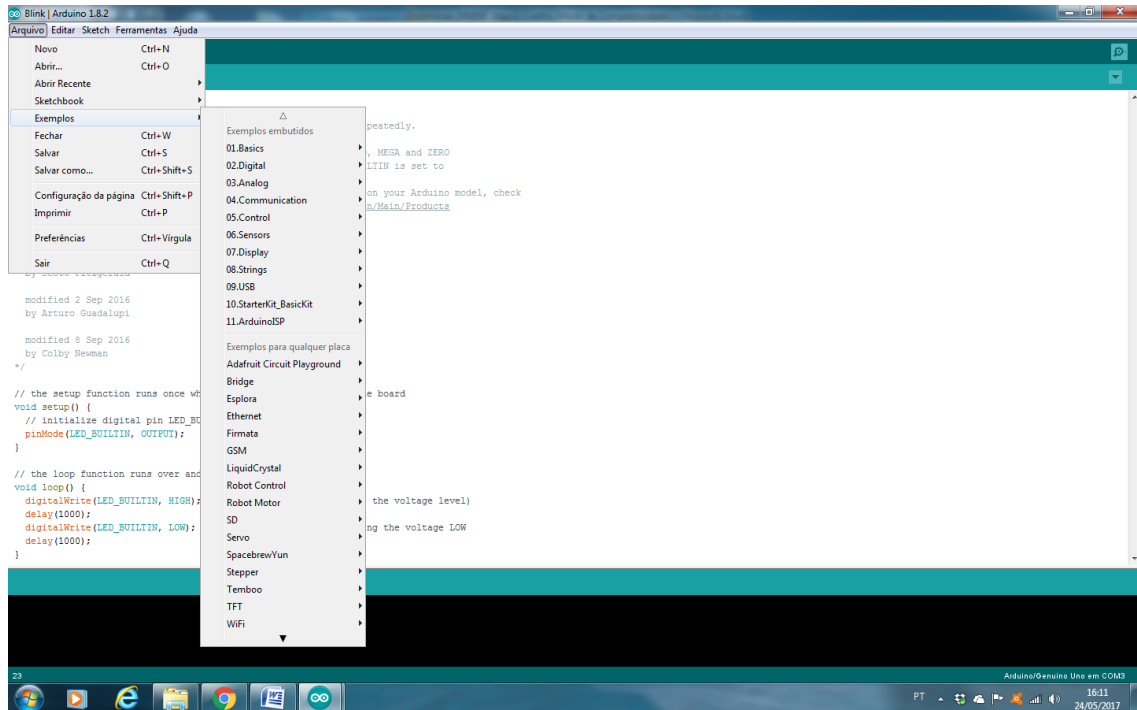 Blink | Arduino 1.8.2
Arquivo Editar Sketch Ferramentas Ajuda
Novo Ctrl+N
Abrir... Ctrl+O
Abrir Recente
Sketchbook
Exemplos
Fechar Ctrl+W
Salvar Ctrl+S
Salvar como... Ctrl+Shift+S
Configuração da página Ctrl+Shift+P
Imprimir Ctrl+P
Preferências Ctrl+Vírgula
Sair Ctrl+Q
Exemplos embutidos
01.Basics
02.Digital
03.Analog
04.Communication
05.Control
06.Sensors
07.Display
08.Strings
09.USB
10.StarterKit_BasicKit
11.ArduinoISP
Exemplos para qualquer placa
Adafruit Circuit Playground
Bridge
Esplora
Ethernet
Firmata
GSM
LiquidCrystal
Robot Control
Robot Motor
SD
Servo
SpacebrewYun
Stepper
Temboo
TFT
WiFi
peatedly.
, MEGA and ZERO
LTIN is set to
on your Arduino model, check
n/Main/Products
modified 2 Sep 2016
by Arturo Guadalupi
modified 8 Sep 2016
by Colby Newman
*/
// the setup function runs once wh e board
void setup() {
// initialize digital pin LED_BU
pinMode(LED_BUILTIN, OUTPUT);
}
// the loop function runs over and
void loop() {
digitalWrite(LED_BUILTIN, HIGH); the voltage level)
delay(1000);
digitalWrite(LED_BUILTIN, LOW); ng the voltage LOW
delay(1000);
}
23 Arduino/Genuino Uno em COM3
PT 16:11
24/05/2017